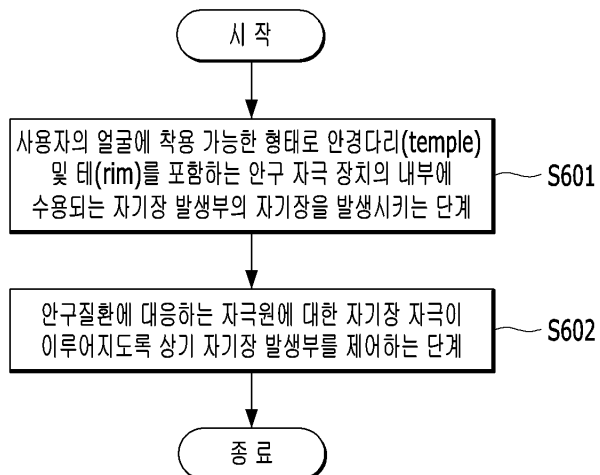 시 작
사용자의 얼굴에 착용 가능한 형태로 안경다리(temple)
및 테(rim)를 포함하는 안구 자극 장치의 내부에
수용되는 자기장 발생부의 자기장을 발생시키는 단계
S601
안구질환에 대응하는 자극원에 대한 자기장 자극이
이루어지도록 상기 자기장 발생부를 제어하는 단계
S602
종 료